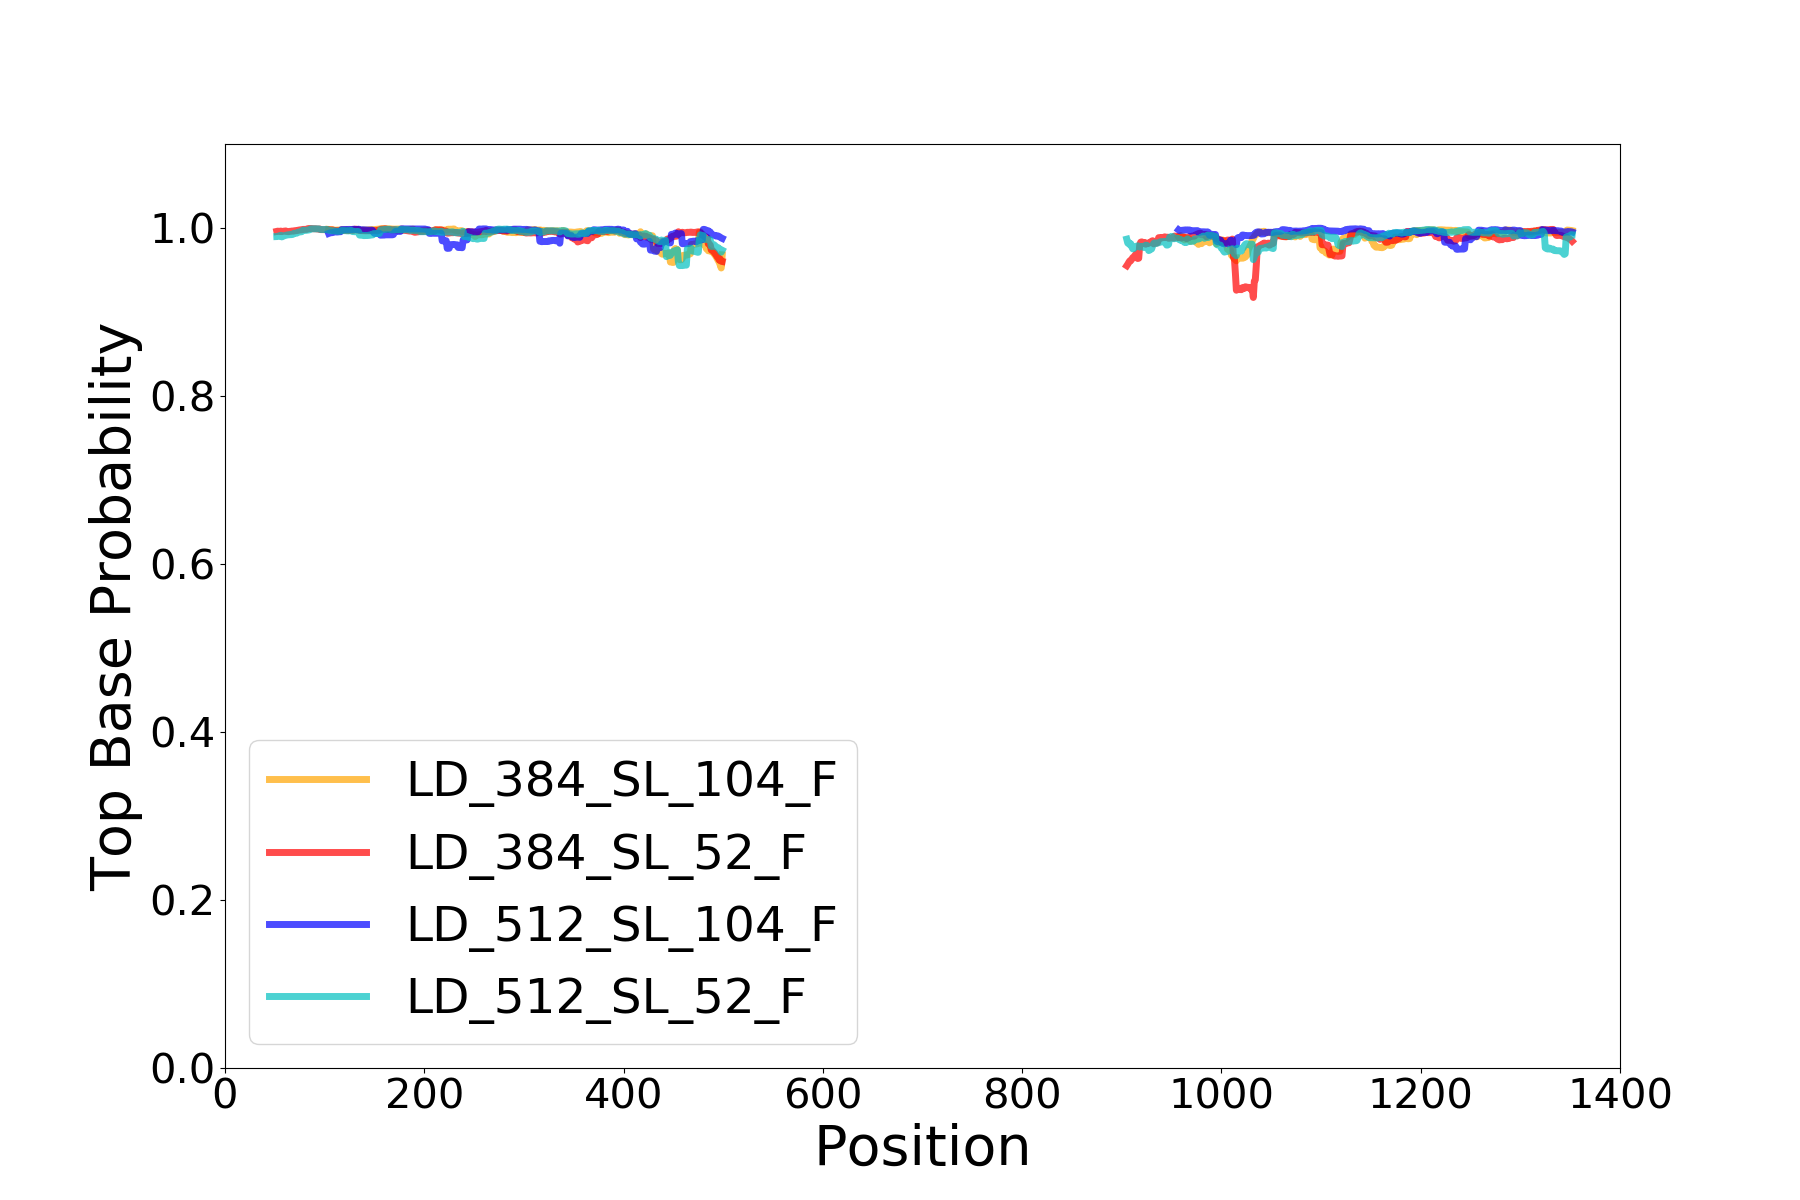 Top Base Probability
1.0
0.8
0.6
0.4
0.2
0.0
LD_384_SL_104_F
LD_384_SL_52_F
LD_512_SL_104_F
LD_512_SL_52_F
0 200 400 600 800 1000 1200 1400
Position